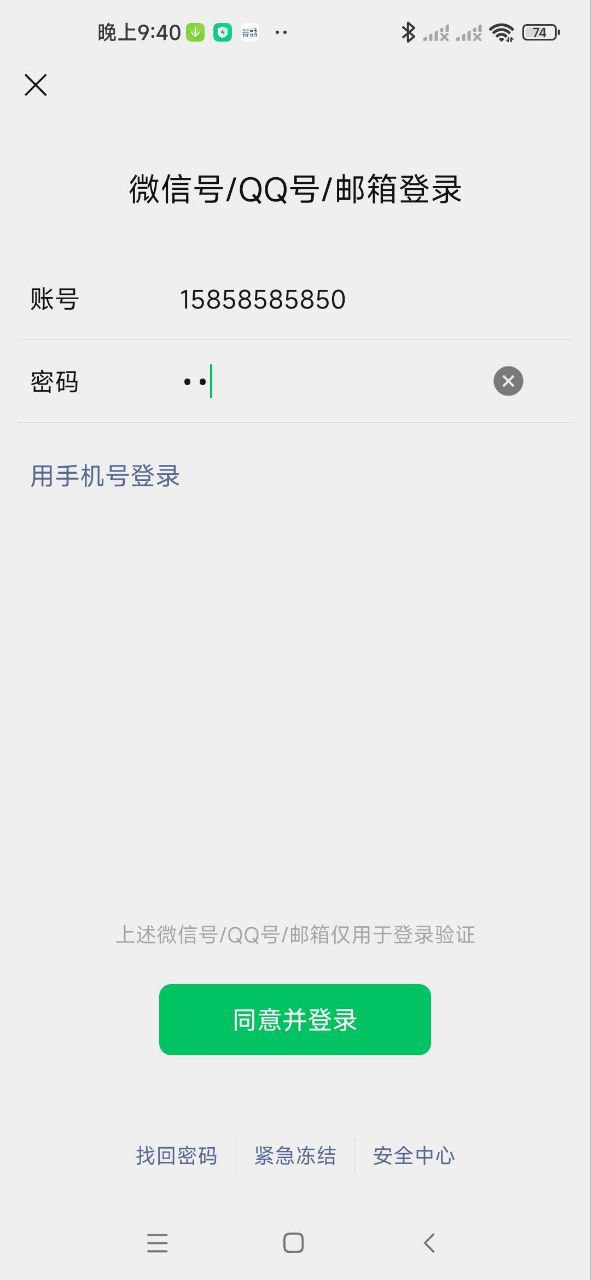 晚上9:40
74
微信号/QQ号/邮箱登录
账号 15858585850
密码 ••
用手机号登录
上述微信号/QQ号/邮箱仅用于登录验证
同意并登录
找回密码 紧急冻结 安全中心